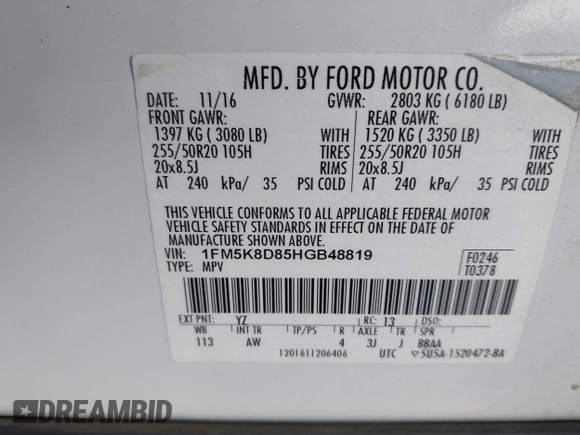 MFD. BY FORD MOTOR CO.
DATE: 11/16 GVWR: 2803 KG ( 6180 LB)
FRONT GAWR: REAR GAWR:
1397 KG ( 3080 LB) WITH 1520 KG ( 3350 LB) WITH
255/50R20 105H TIRES 255/50R20 105H TIRES
20x8.5J RIMS 20x8.5J RIMS
AT 240 kPa/ 35 PSI COLD AT 240 kPa/ 35 PSI COLD
THIS VEHICLE CONFORMS TO ALL APPLICABLE FEDERAL MOTOR
VEHICLE SAFETY STANDARDS IN EFFECT ON THE DATE OF
MANUFACTURE SHOWN ABOVE.
VIN: 1FM5K8D85HGB48819 F0246
TYPE: MPV T0378
EXT PNT: YZ RC: 13 DSO:
WB INT TR TP/PS R AXLE TR SPR
113 AW 4 3J J BBAA
1201611206406 UTC 5U5A-1520472-BA
DREAMBID